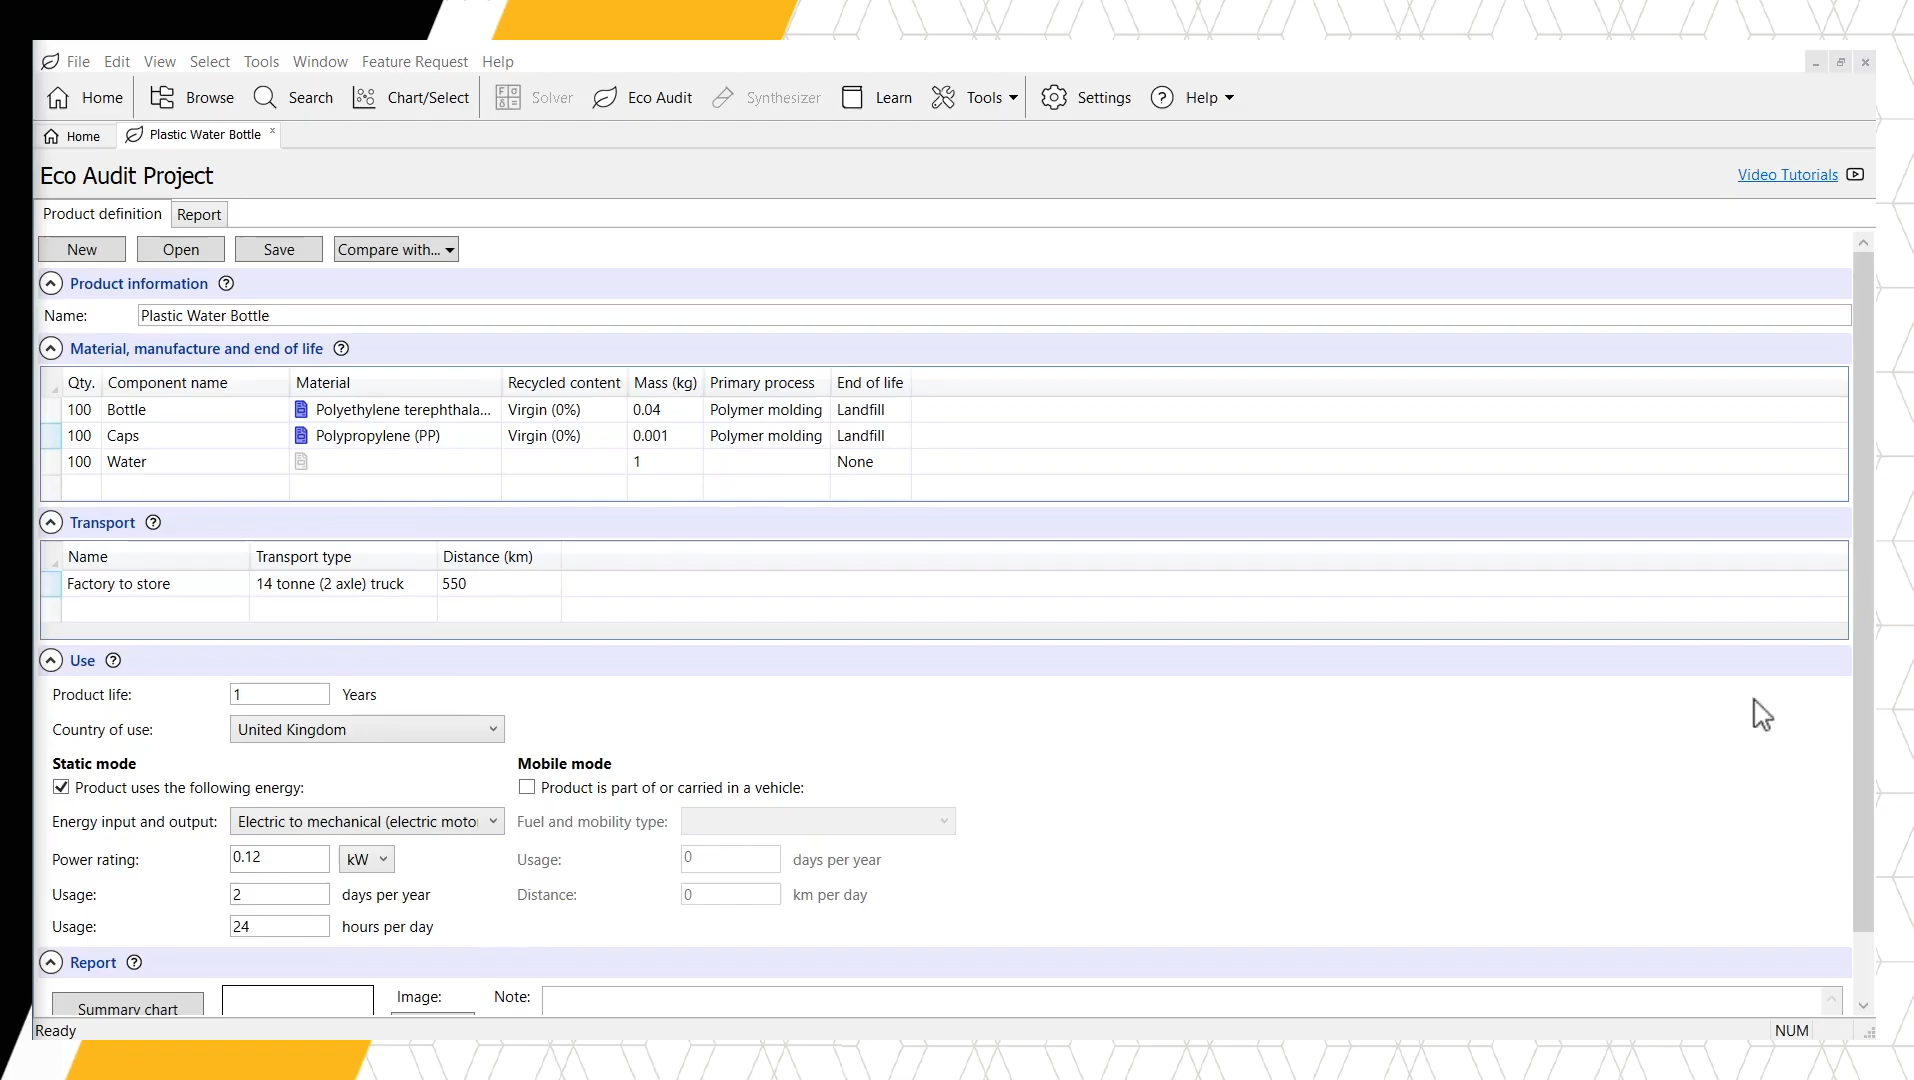 File Edit View Select Tools Window Feature Request Help
Home Browse Search Chart/Select Solver Eco Audit Synthesizer Learn Tools Settings Help
Home Plastic Water Bottle
Eco Audit Project
Video Tutorials
Product definition Report
New Open Save Compare with...
Product information
Name: Plastic Water Bottle
Material, manufacture and end of life
Qty. Component name Material Recycled content Mass (kg) Primary process End of life
100 Bottle Polyethylene terephthala... Virgin (0%) 0.04 Polymer molding Landfill
100 Caps Polypropylene (PP) Virgin (0%) 0.001 Polymer molding Landfill
100 Water 1 None
Transport
Name Transport type Distance (km)
Factory to store 14 tonne (2 axle) truck 550
Use
Product life: 1 Years
Country of use: United Kingdom
Static mode Mobile mode
Product uses the following energy: Product is part of or carried in a vehicle:
Energy input and output: Electric to mechanical (electric moto Fuel and mobility type:
Power rating: 0.12 kW Usage: 0 days per year
Usage: 2 days per year Distance: 0 km per day
Usage: 24 hours per day
Report
Summary chart Image: Note:
Ready NUM